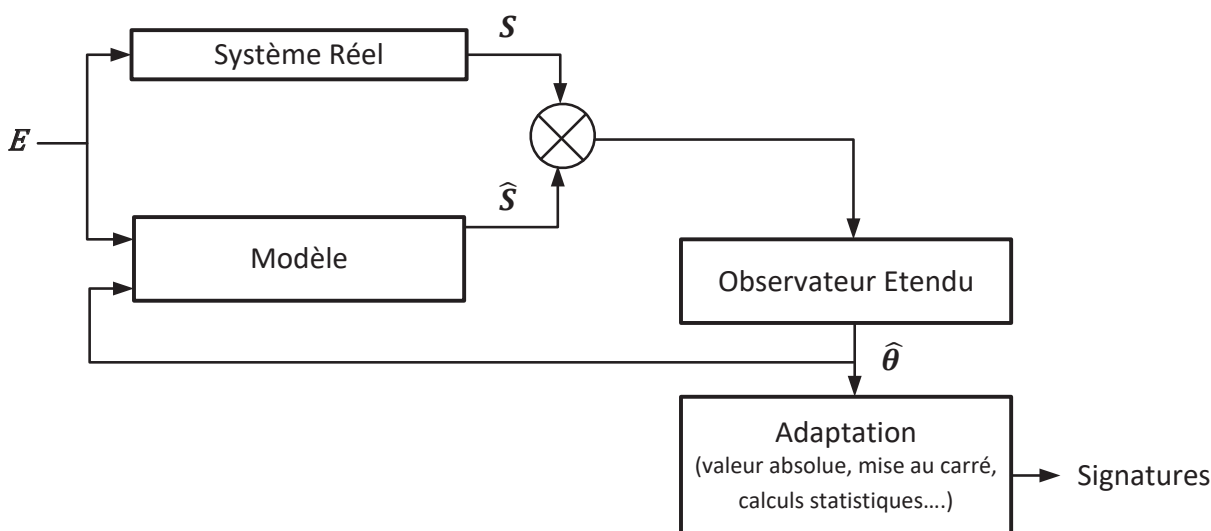 S
Système Réel
E
Ŝ
Modèle
Observateur Etendu
θ̂
Adaptation
(valeur absolue, mise au carré,
calculs statistiques....)
Signatures